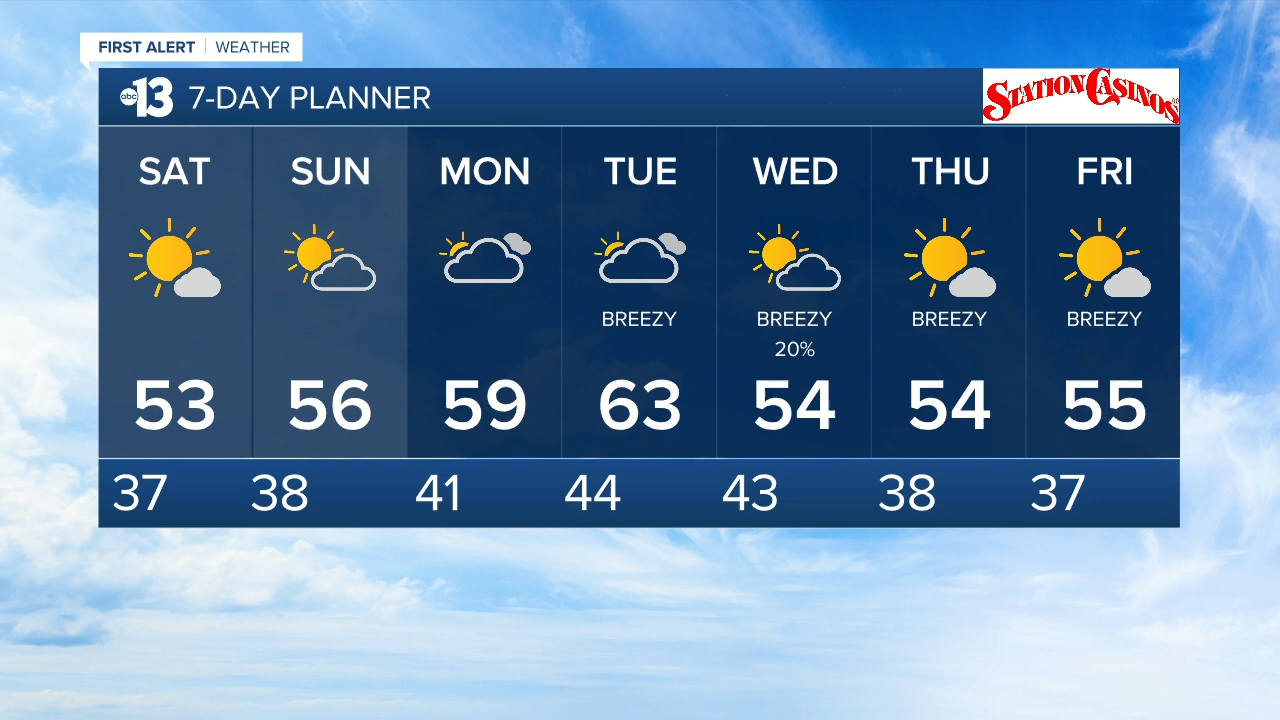 FIRST ALERT | WEATHER
abc 13 7-DAY PLANNER
STATION CASINOS
SAT SUN MON TUE WED THU FRI
BREEZY BREEZY BREEZY BREEZY
20%
53 56 59 63 54 54 55
37 38 41 44 43 38 37